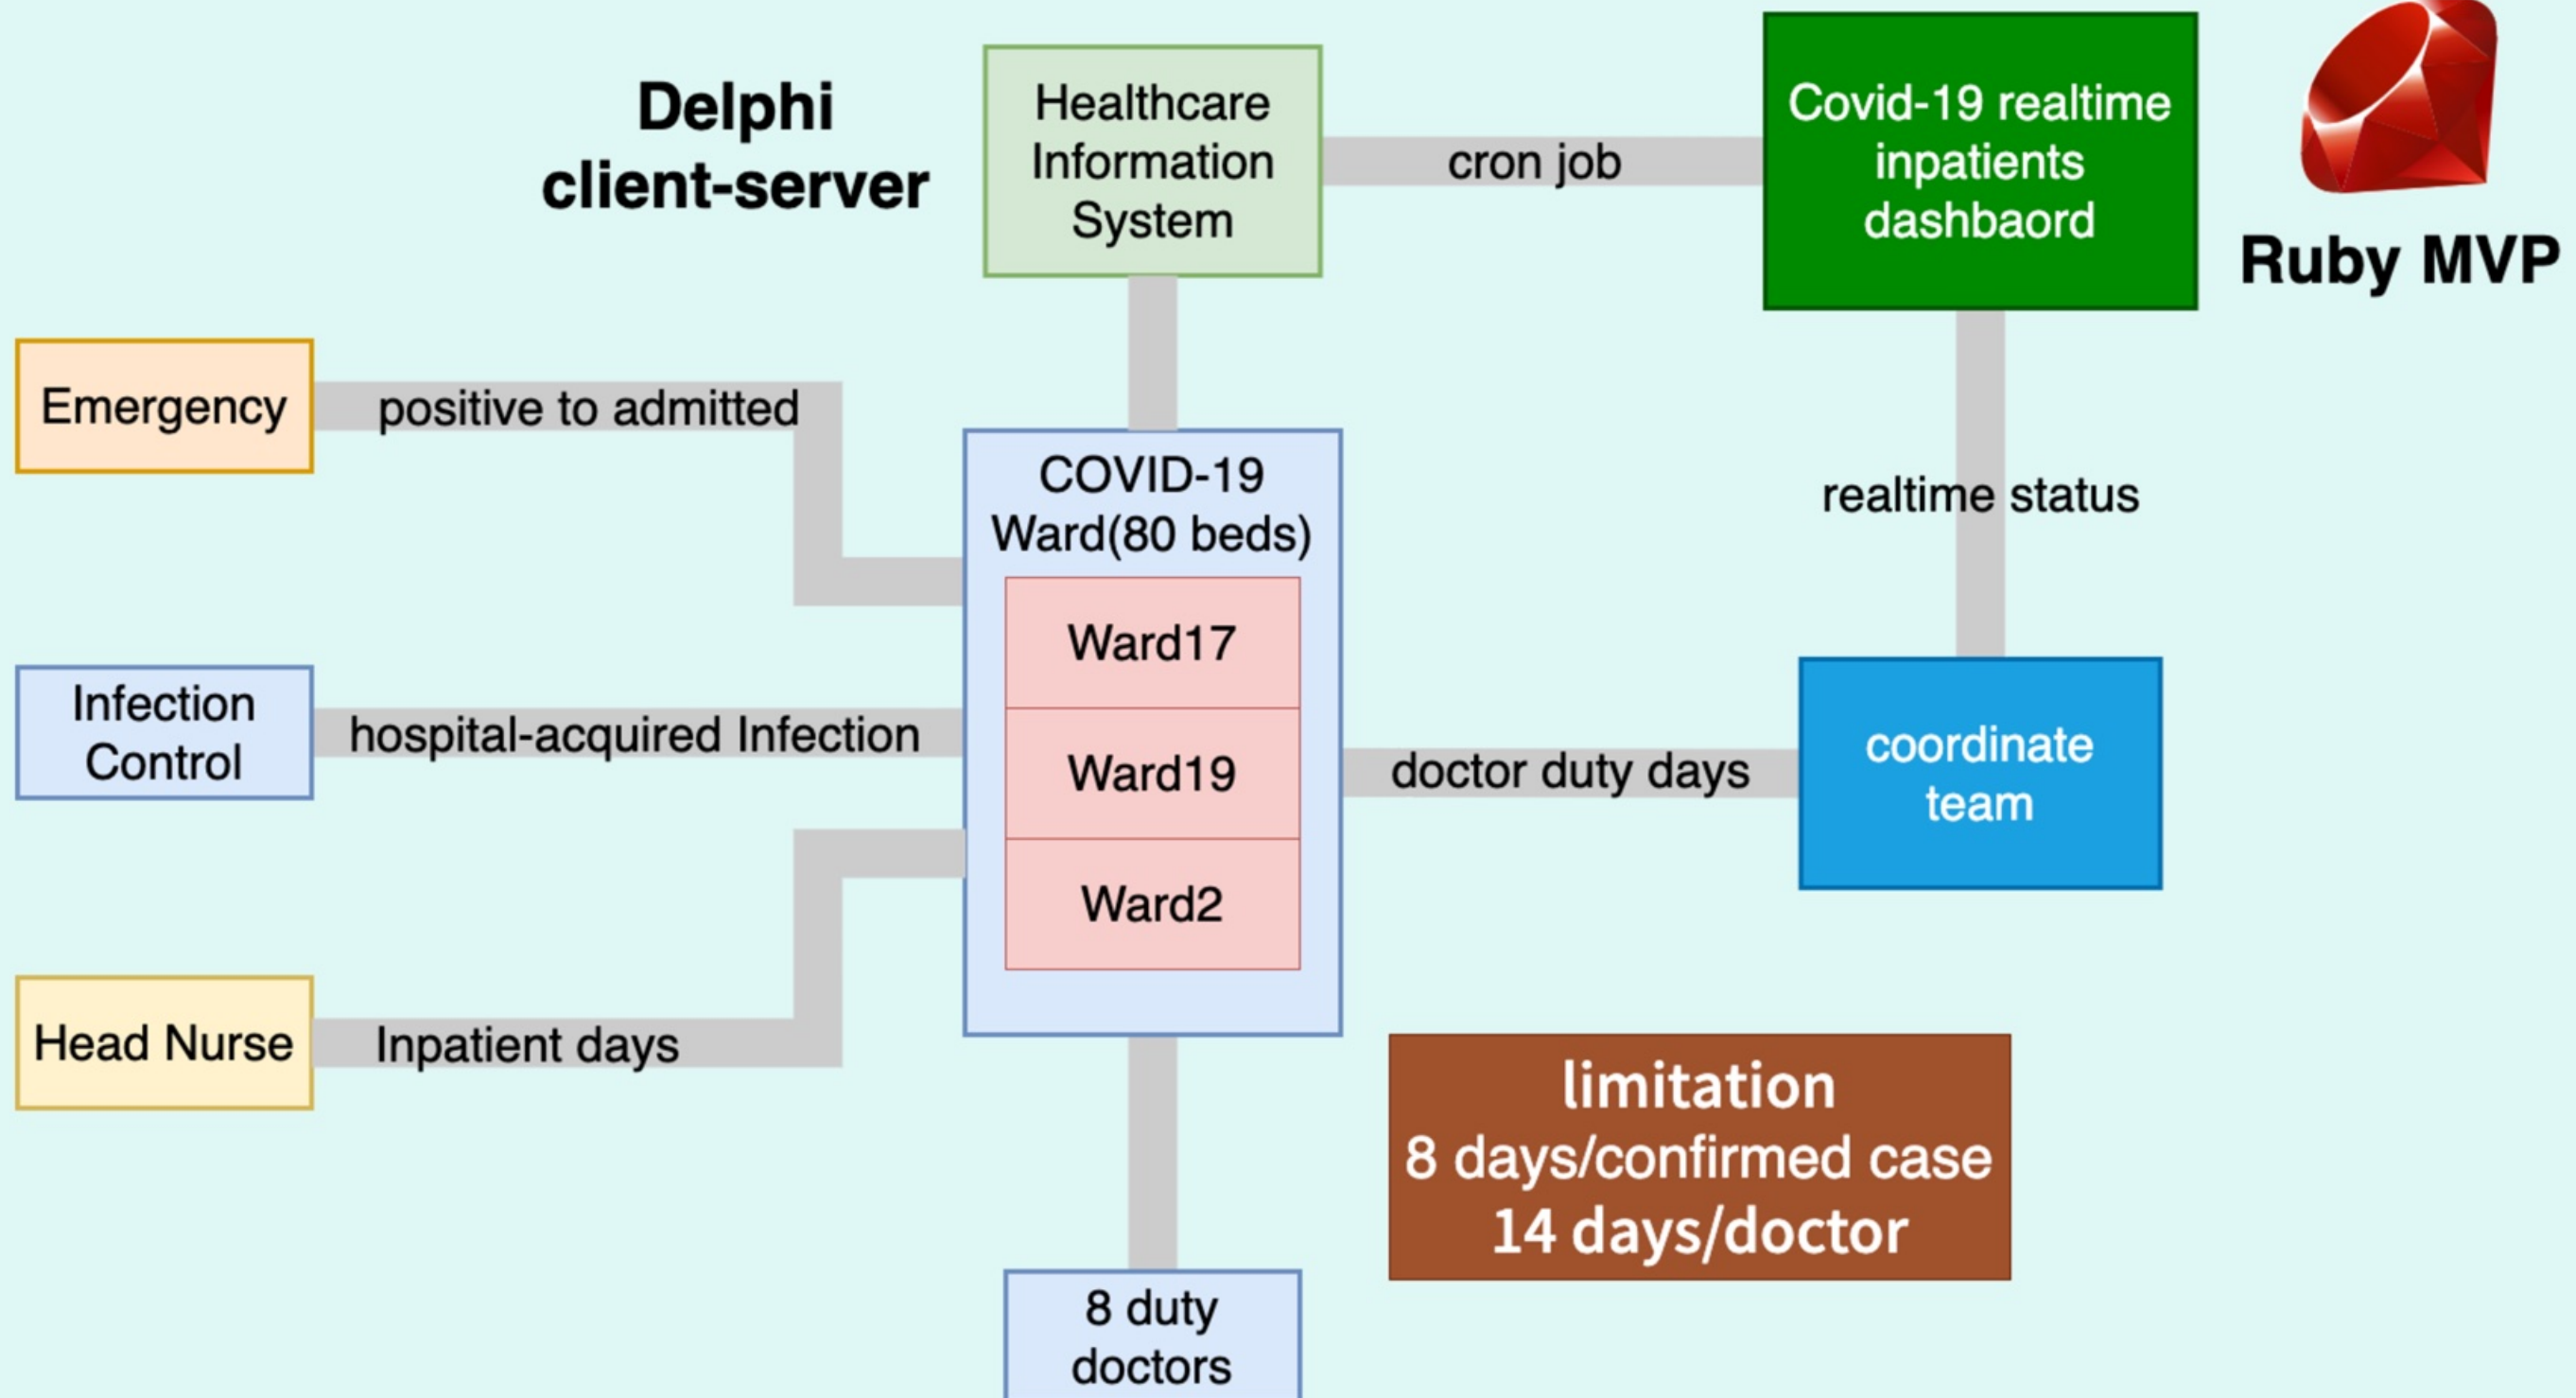 Delphi
client-server
Healthcare
Information
System
cron job
Covid-19 realtime
inpatients
dashbaord
Ruby MVP
Emergency
positive to admitted
COVID-19
Ward(80 beds)
realtime status
Ward17
Infection
Control
hospital-acquired Infection
Ward19
doctor duty days
coordinate
team
Ward2
Head Nurse
Inpatient days
limitation
8 days/confirmed case
14 days/doctor
8 duty
doctors